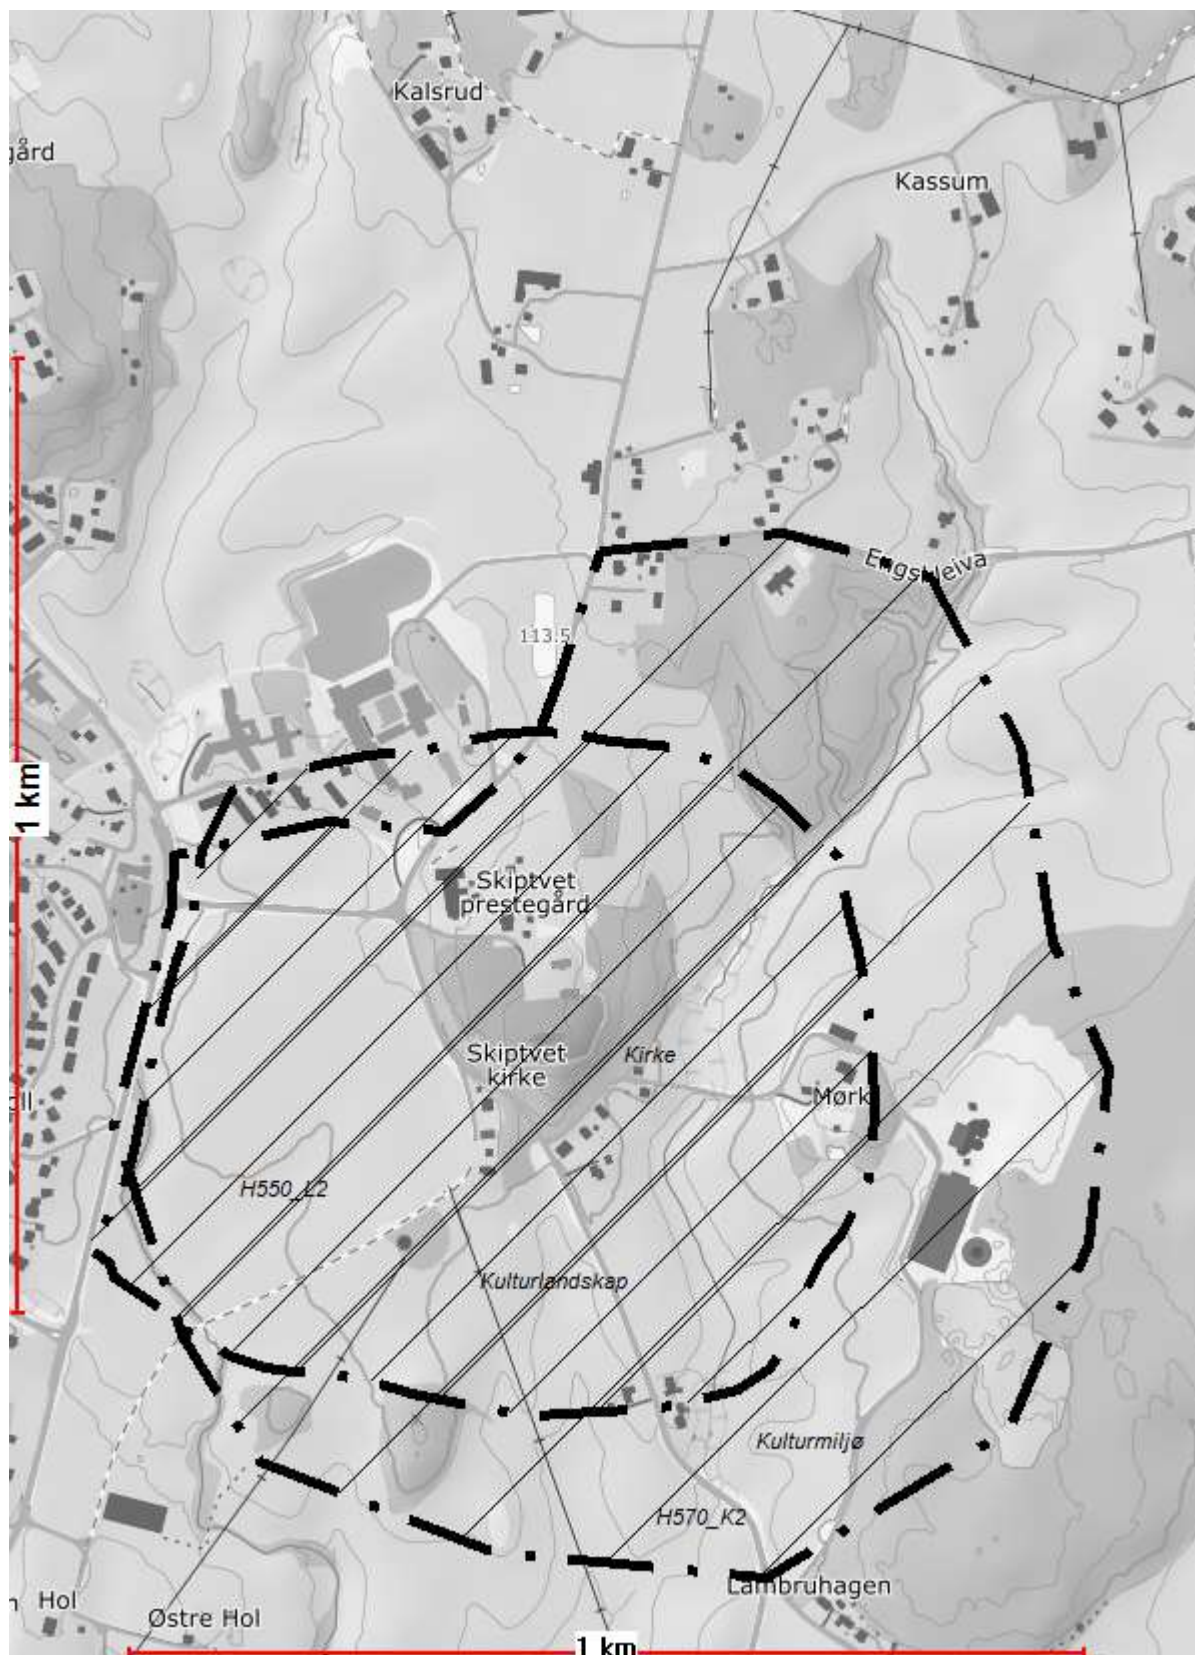 Kalsrud
gård
Kassum
Engskleiva
113.5
1 km
Skiptvet
prestegård
Skiptvet
kirke
Kirke
Mørk
H550_L2
Kulturlandskap
Kulturmiljø
H570_K2
Lambruhagen
Hol
Østre Hol
1 km